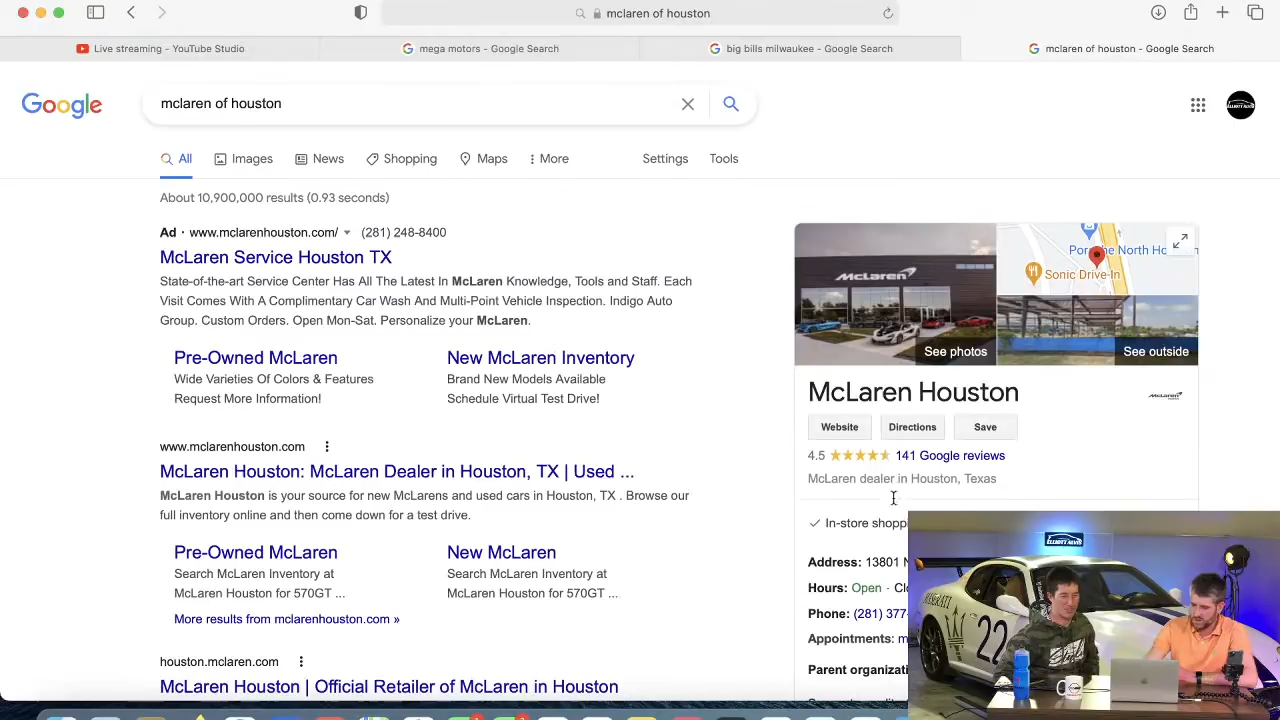 mclaren of houston
Live streaming - YouTube Studio
mega motors - Google Search
big bills milwaukee - Google Search
mclaren of houston - Google Search
Google
mclaren of houston
All
Images
News
Shopping
Maps
More
Settings
Tools
About 10,900,000 results (0.93 seconds)
Ad · www.mclarenhouston.com/ (281) 248-8400
McLaren Service Houston TX
State-of-the-art Service Center Has All The Latest In McLaren Knowledge, Tools and Staff. Each
Visit Comes With A Complimentary Car Wash And Multi-Point Vehicle Inspection. Indigo Auto
Group. Custom Orders. Open Mon-Sat. Personalize your McLaren.
Pre-Owned McLaren
Wide Varieties Of Colors & Features
Request More Information!
New McLaren Inventory
Brand New Models Available
Schedule Virtual Test Drive!
www.mclarenhouston.com
McLaren Houston: McLaren Dealer in Houston, TX | Used ...
McLaren Houston is your source for new McLarens and used cars in Houston, TX . Browse our
full inventory online and then come down for a test drive.
Pre-Owned McLaren
Search McLaren Inventory at
McLaren Houston for 570GT ...
New McLaren
Search McLaren Inventory at
McLaren Houston for 570GT ...
More results from mclarenhouston.com »
houston.mclaren.com
McLaren Houston | Official Retailer of McLaren in Houston
McLaren
See photos
Sonic Drive-In
See outside
McLaren Houston
McLaren
Website
Directions
Save
4.5
141 Google reviews
McLaren dealer in Houston, Texas
In-store shopp
Address: 13801 N
Hours: Open · Clo
Phone: (281) 377-
Appointments: m
Parent organizati
ELLIOTT ALVIS
MASERATI
22